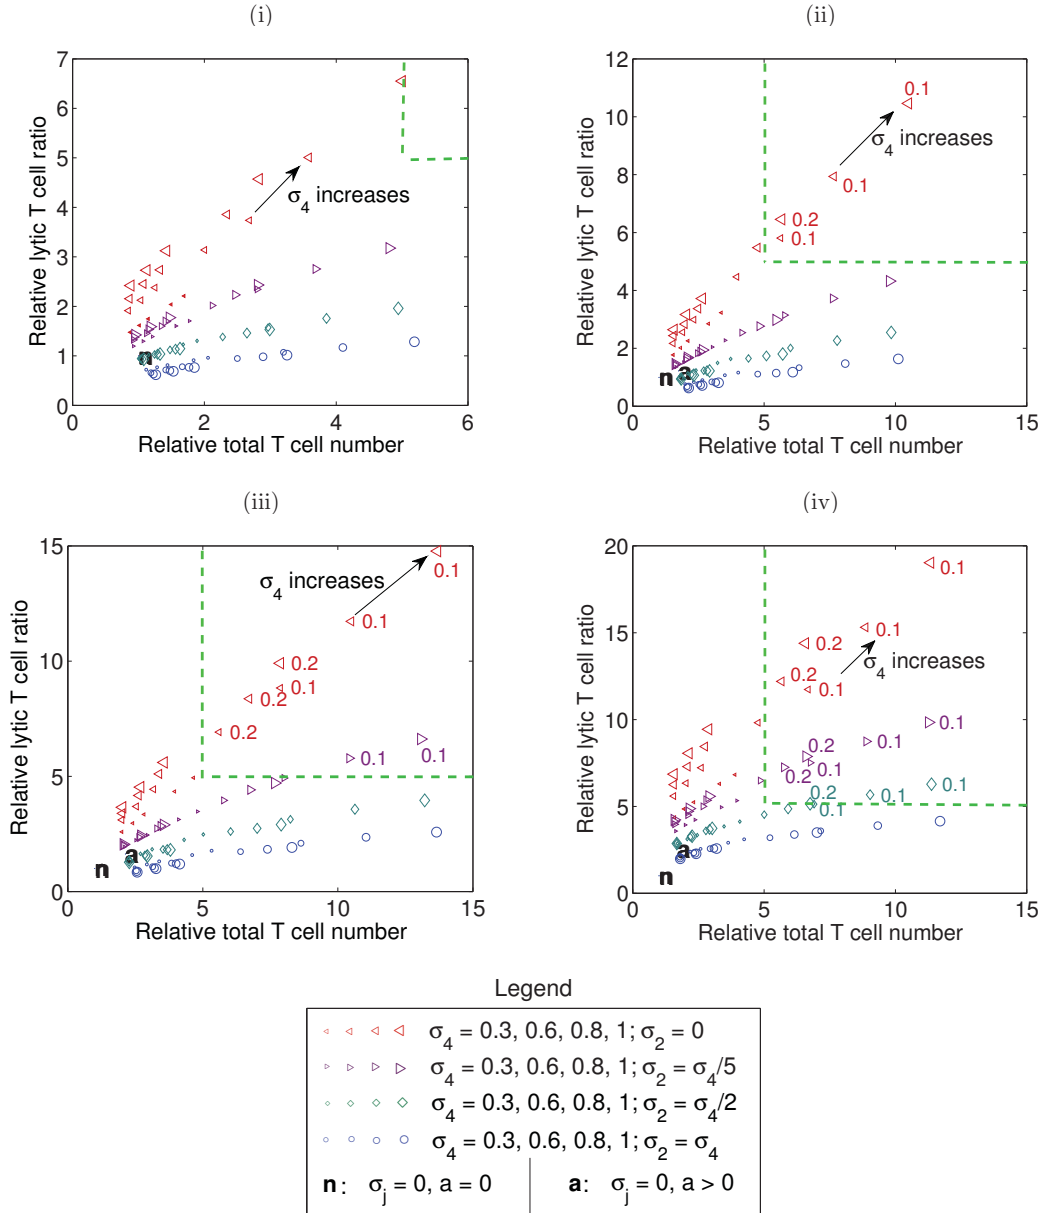 (i)
7
6
5
4
3
2
1
0
Relative lytic T cell ratio
σ4 increases
n
0 2 4 6
Relative total T cell number
(ii)
12
10
8
6
4
2
0
Relative lytic T cell ratio
0.1
σ4 increases
0.1
0.2
0.1
n a
0 5 10 15
Relative total T cell number
(iii)
15
10
5
0
Relative lytic T cell ratio
σ4 increases
0.1
0.1
0.2
0.1
0.2
0.2
0.1
0.1
a
n
0 5 10 15
Relative total T cell number
(iv)
20
15
10
5
0
Relative lytic T cell ratio
0.1
0.2
0.1
σ4 increases
0.2
0.1
0.1
0.2
0.1
0.2
0.1
0.2
0.1
0.1
0.1
a
n
0 5 10 15
Relative total T cell number
Legend
σ4 = 0.3, 0.6, 0.8, 1; σ2 = 0
σ4 = 0.3, 0.6, 0.8, 1; σ2 = σ4/5
σ4 = 0.3, 0.6, 0.8, 1; σ2 = σ4/2
σ4 = 0.3, 0.6, 0.8, 1; σ2 = σ4
n: σj = 0, a = 0 a: σj = 0, a > 0